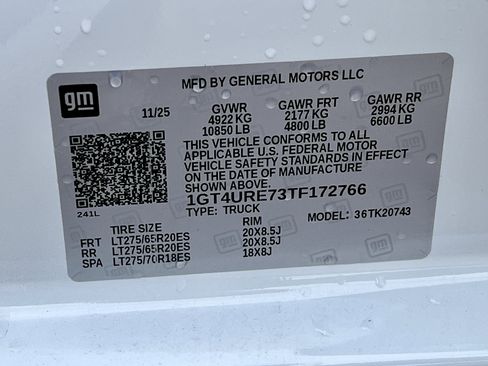 gm
MFD BY GENERAL MOTORS LLC
11/25 GVWR GAWR FRT GAWR RR
4922 KG 2177 KG 2994 KG
10850 LB 4800 LB 6600 LB
THIS VEHICLE CONFORMS TO ALL
APPLICABLE U.S. FEDERAL MOTOR
VEHICLE SAFETY STANDARDS IN EFFECT
ON THE DATE OF MANUFACTURE
SHOWN ABOVE.
1GT4URE73TF172766
241L TYPE: TRUCK MODEL: 36TK20743
TIRE SIZE RIM
FRT LT275/65R20ES 20X8.5J
RR LT275/65R20ES 20X8.5J
SPA LT275/70R18ES 18X8J